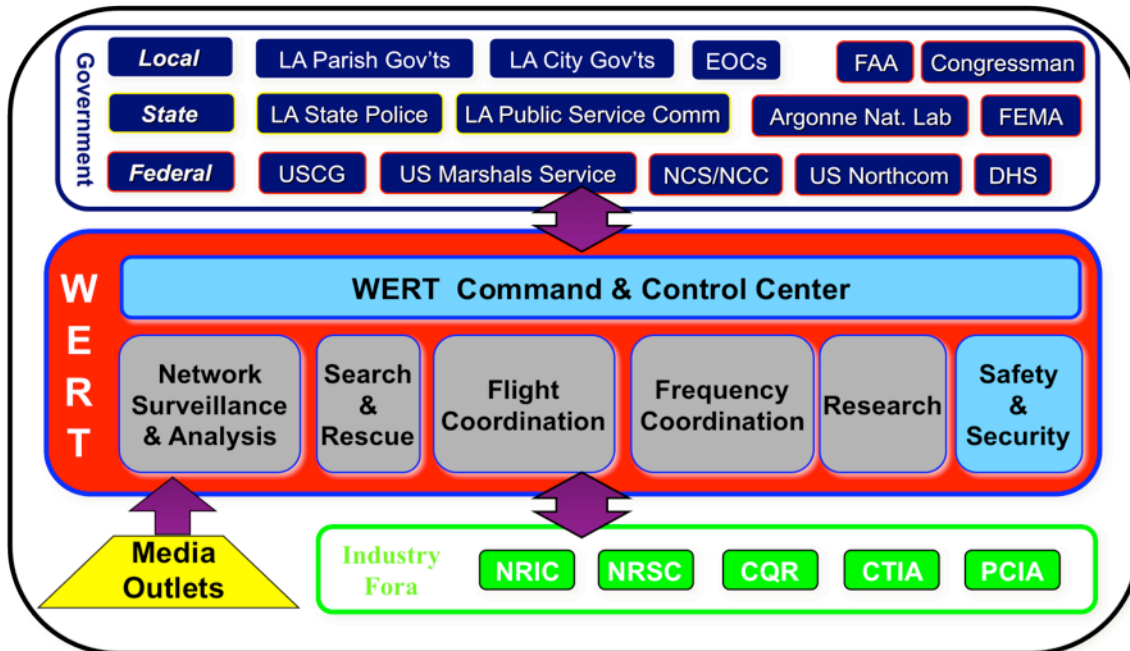 Government
Local
LA Parish Gov'ts
LA City Gov'ts
EOCs
FAA
Congressman
State
LA State Police
LA Public Service Comm
Argonne Nat. Lab
FEMA
Federal
USCG
US Marshals Service
NCS/NCC
US Northcom
DHS
WERT
WERT Command & Control Center
Network
Surveillance
& Analysis
Search
&
Rescue
Flight
Coordination
Frequency
Coordination
Research
Safety
&
Security
Media
Outlets
Industry
Fora
NRIC
NRSC
CQR
CTIA
PCIA